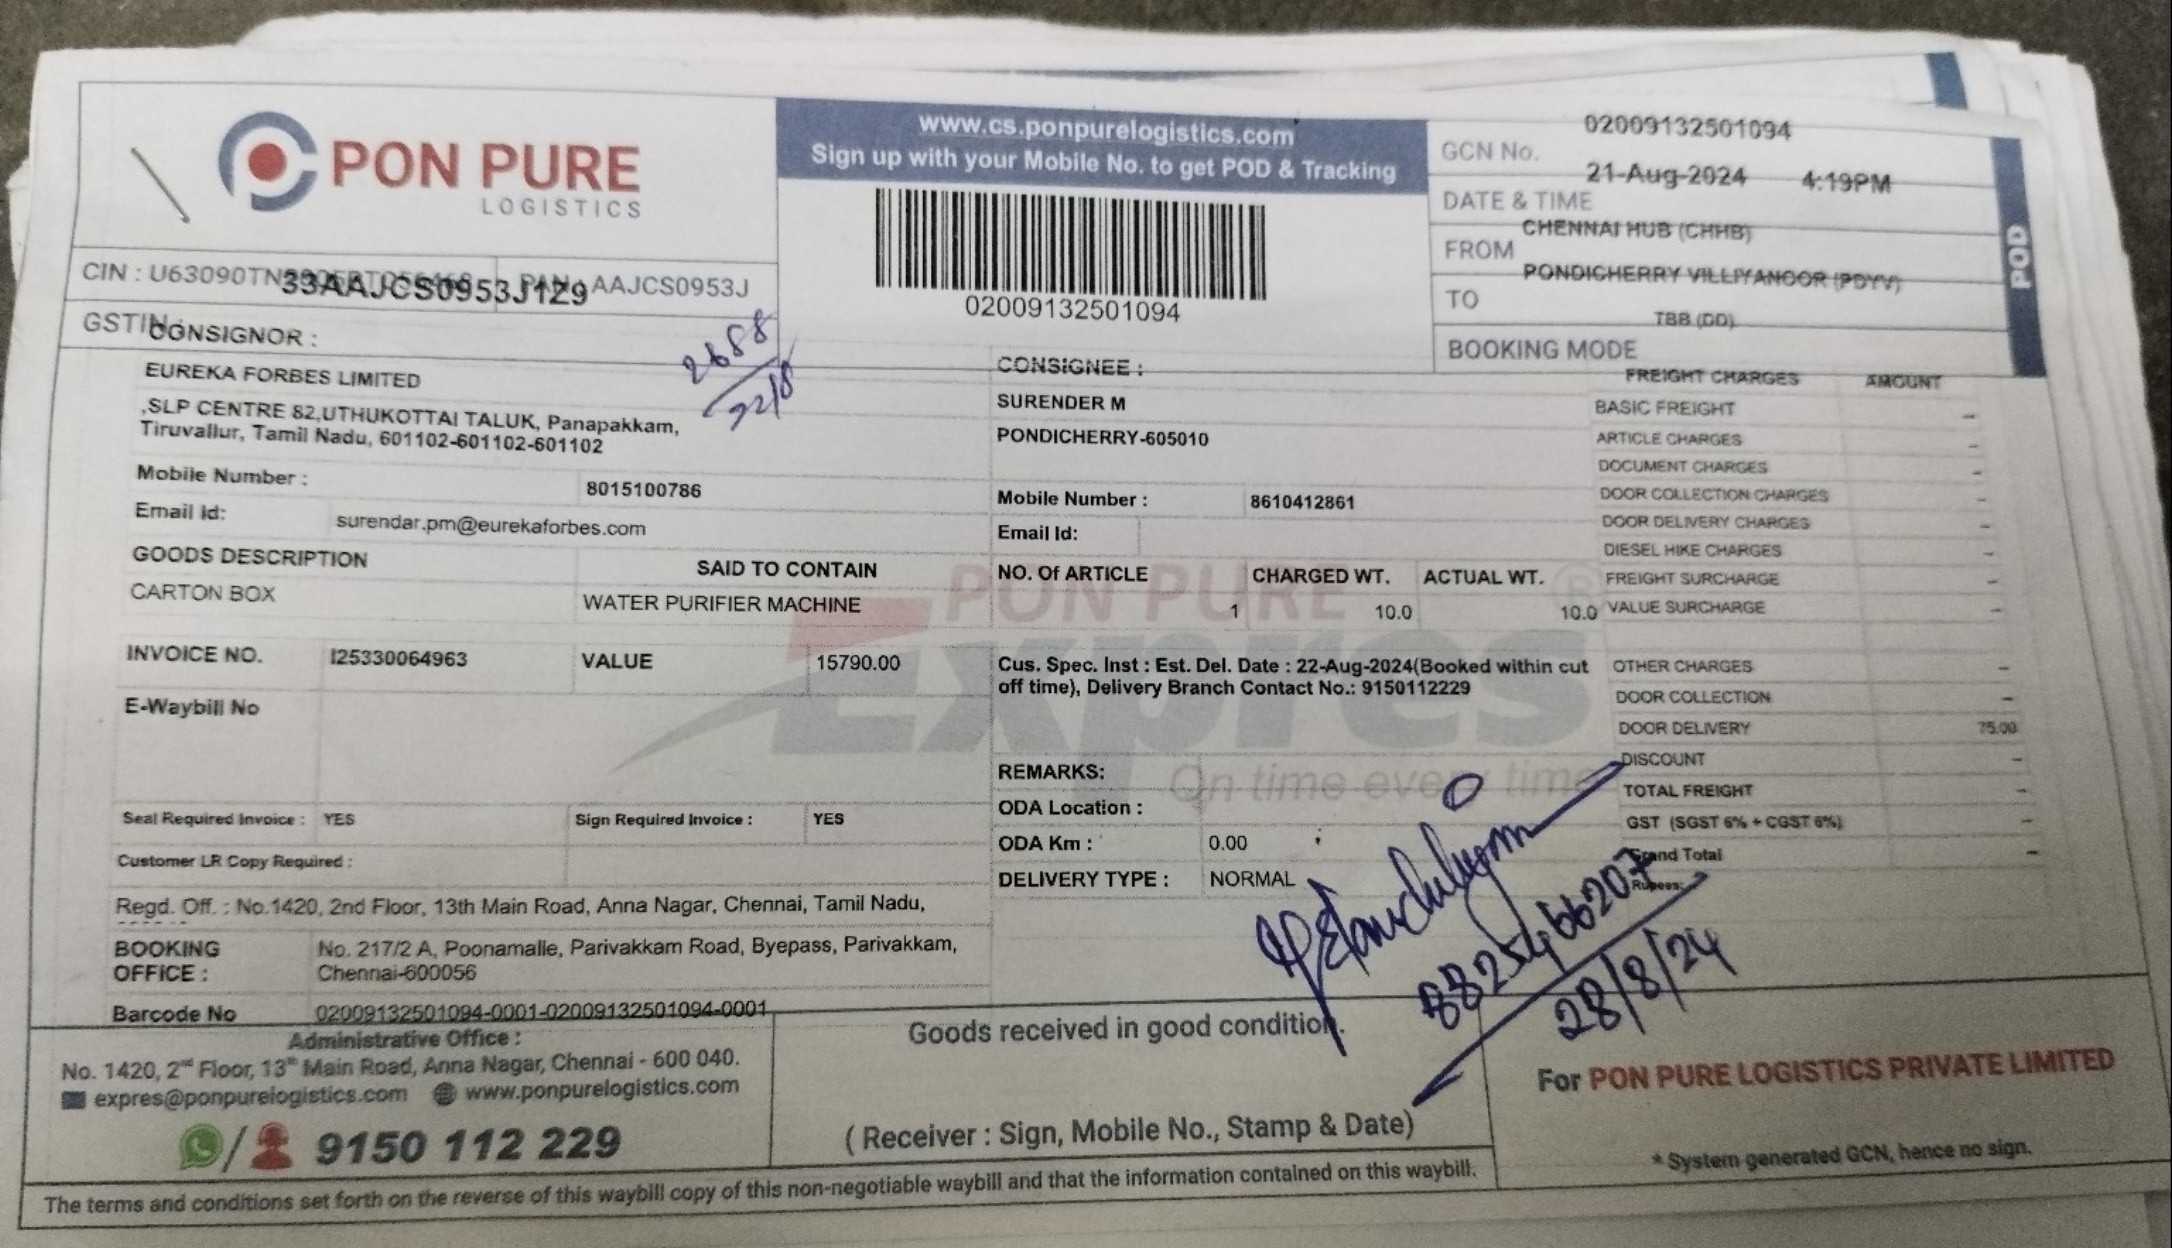 PON PURE
LOGISTICS
www.cs.ponpurelogistics.com
Sign up with your Mobile No. to get POD & Tracking
02009132501094
GCN No. 02009132501094
DATE & TIME 21-Aug-2024 4:19PM
FROM CHENNAI HUB (CHHB)
TO PONDICHERRY VILLIYANOOR (PDYV)
BOOKING MODE TBB (DD)
POD
CIN : PAN : AAJCS0953J
GSTIN : 33AAJCS0953J1Z9
2688
22/8
CONSIGNOR :
EUREKA FORBES LIMITED
,SLP CENTRE 82,UTHUKOTTAI TALUK, Panapakkam,
Tiruvallur, Tamil Nadu, 601102-601102-601102
Mobile Number : 8015100786
Email Id: surendar.pm@eurekaforbes.com
CONSIGNEE :
SURENDER M
PONDICHERRY-605010
Mobile Number : 8610412861
Email Id:
GOODS DESCRIPTION SAID TO CONTAIN NO. Of ARTICLE CHARGED WT. ACTUAL WT.
CARTON BOX WATER PURIFIER MACHINE 1 10.0 10.0
INVOICE NO. I25330064963 VALUE 15790.00
E-Waybill No
Cus. Spec. Inst : Est. Del. Date : 22-Aug-2024(Booked within cut
off time), Delivery Branch Contact No.: 9150112229
PON PURE
Expres
On time every time
REMARKS:
ODA Location :
ODA Km : 0.00
DELIVERY TYPE : NORMAL
Seal Required Invoice : YES Sign Required Invoice : YES
Customer LR Copy Required :
Regd. Off. : No.1420, 2nd Floor, 13th Main Road, Anna Nagar, Chennai, Tamil Nadu,
BOOKING OFFICE : No. 217/2 A, Poonamalle, Parivakkam Road, Byepass, Parivakkam,
Chennai-600056
Barcode No 02009132501094-0001-02009132501094-0001
FREIGHT CHARGES AMOUNT
BASIC FREIGHT –
ARTICLE CHARGES –
DOCUMENT CHARGES –
DOOR COLLECTION CHARGES –
DOOR DELIVERY CHARGES –
DIESEL HIKE CHARGES –
FREIGHT SURCHARGE –
VALUE SURCHARGE –
OTHER CHARGES –
DOOR COLLECTION –
DOOR DELIVERY 75.00
DISCOUNT –
TOTAL FREIGHT –
GST (SGST 6% + CGST 6%) –
Grand Total –
Rupees:
28/8/24
Administrative Office :
No. 1420, 2nd Floor, 13th Main Road, Anna Nagar, Chennai - 600 040.
expres@ponpurelogistics.com www.ponpurelogistics.com
9150 112 229
Goods received in good condition.
(Receiver : Sign, Mobile No., Stamp & Date)
For PON PURE LOGISTICS PRIVATE LIMITED
* System generated GCN, hence no sign.
The terms and conditions set forth on the reverse of this waybill copy of this non-negotiable waybill and that the information contained on this waybill.